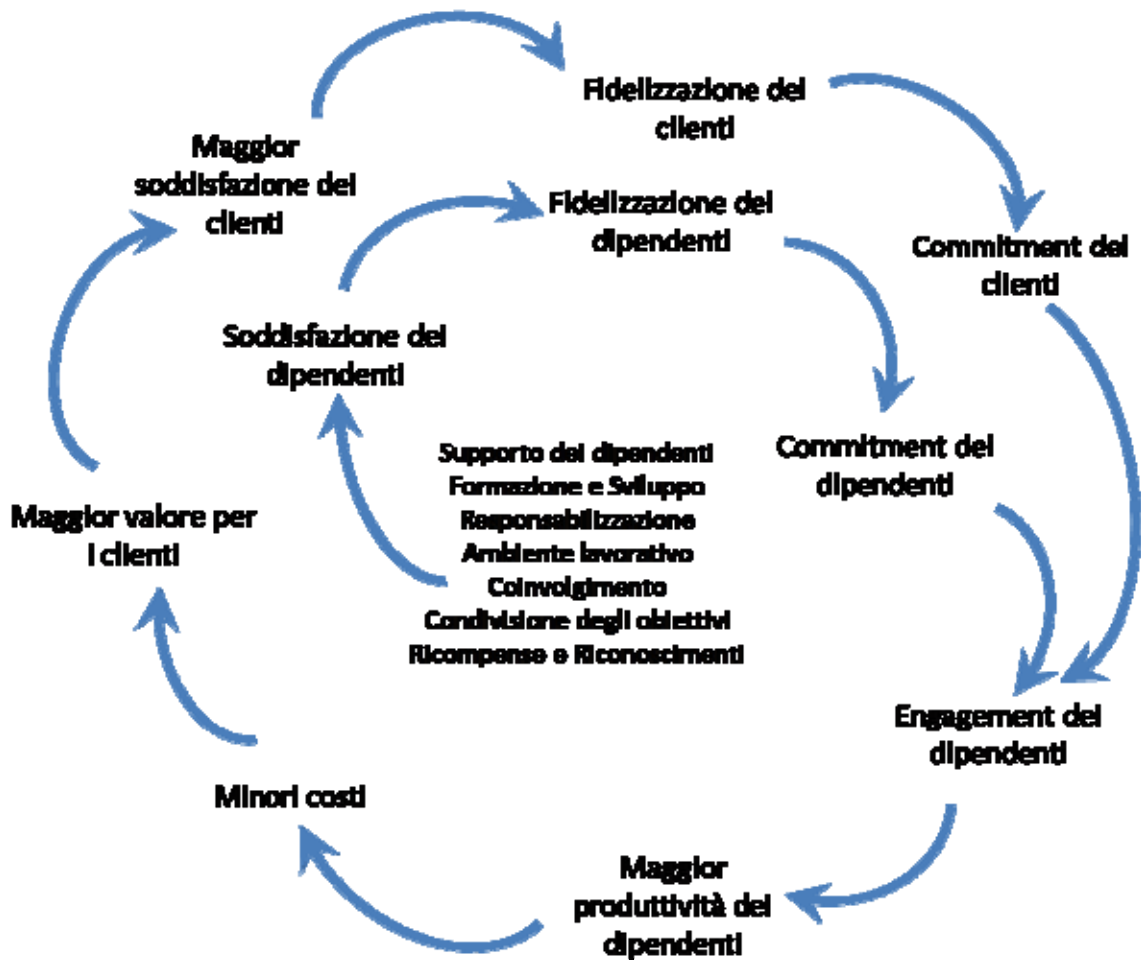 Fidelizzazione dei
clienti
Maggior
soddisfazione dei
clienti
Fidelizzazione dei
dipendenti
Commitment dei
clienti
Soddisfazione dei
dipendenti
Commitment dei
dipendenti
Supporto dei dipendenti
Formazione e Sviluppo
Responsabilizzazione
Ambiente lavorativo
Coinvolgimento
Condivisione degli obiettivi
Ricompense e Riconoscimenti
Maggior valore per
i clienti
Engagement dei
dipendenti
Minori costi
Maggior
produttività dei
dipendenti